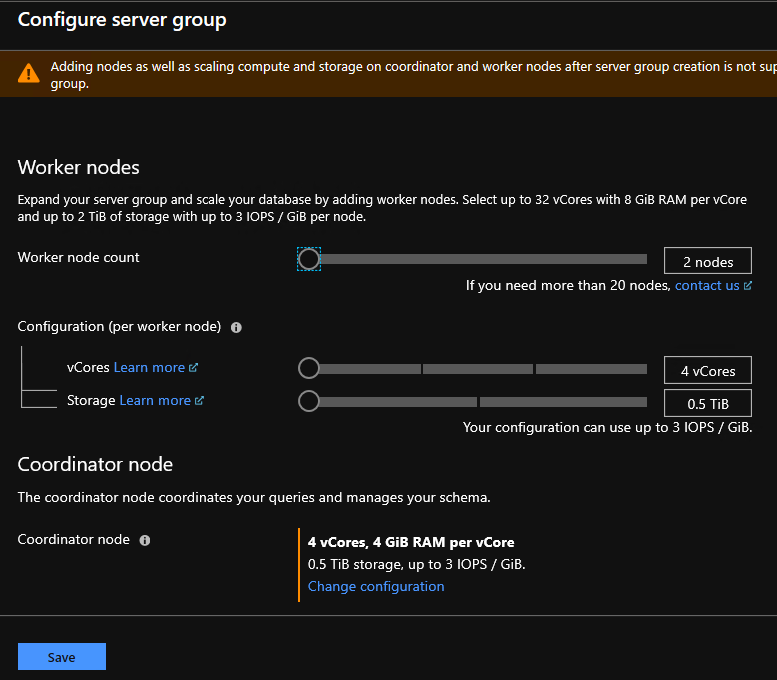 Configure server group
Adding nodes as well as scaling compute and storage on coordinator and worker nodes after server group creation is not
group.
Worker nodes
Expand your server group and scale your database by adding worker nodes. Select up to 32 vCores with 8 GiB RAM per vCore
and up to 2 TiB of storage with up to 3 IOPS / GiB per node.
Worker node count
2 nodes
If you need more than 20 nodes, contact us
Configuration (per worker node)
vCores Learn more
4 vCores
Storage Learn more
0.5 TiB
Your configuration can use up to 3 IOPS / GiB.
Coordinator node
The coordinator node coordinates your queries and manages your schema.
Coordinator node
4 vCores, 4 GiB RAM per vCore
0.5 TiB storage, up to 3 IOPS / GiB.
Change configuration
Save